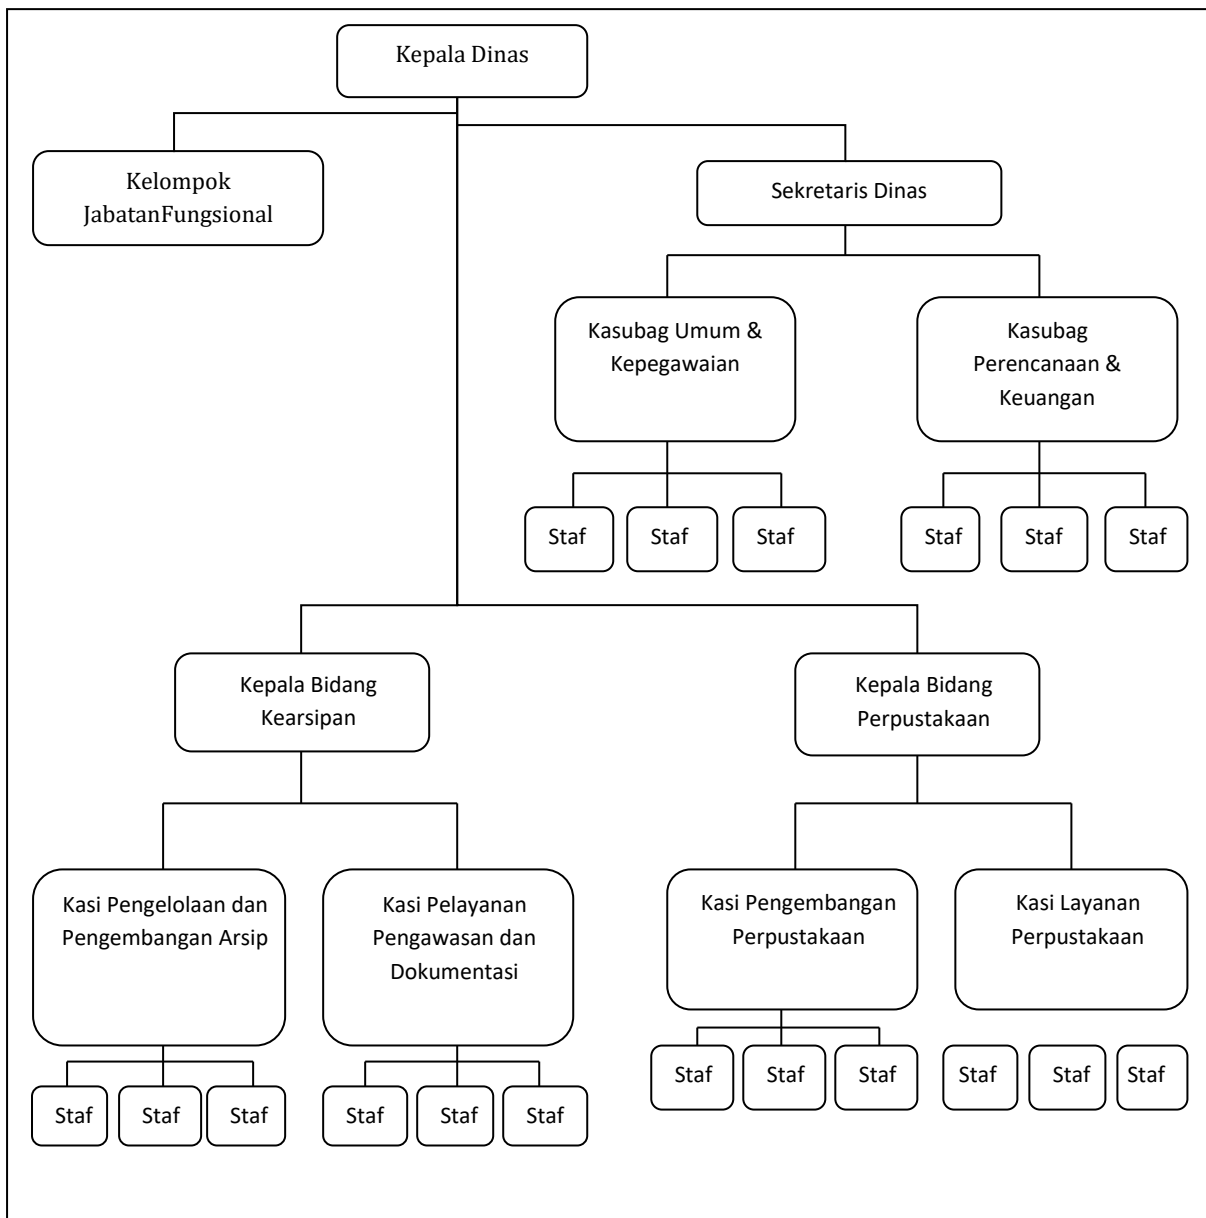 Kepala Dinas
Kelompok
JabatanFungsional
Sekretaris Dinas
Kasubag Umum &
Kepegawaian
Kasubag
Perencanaan &
Keuangan
Staf
Staf
Staf
Staf
Staf
Staf
Kepala Bidang
Kearsipan
Kepala Bidang
Perpustakaan
Kasi Pengelolaan dan
Pengembangan Arsip
Kasi Pelayanan
Pengawasan dan
Dokumentasi
Kasi Pengembangan
Perpustakaan
Kasi Layanan
Perpustakaan
Staf
Staf
Staf
Staf
Staf
Staf
Staf
Staf
Staf
Staf
Staf
Staf